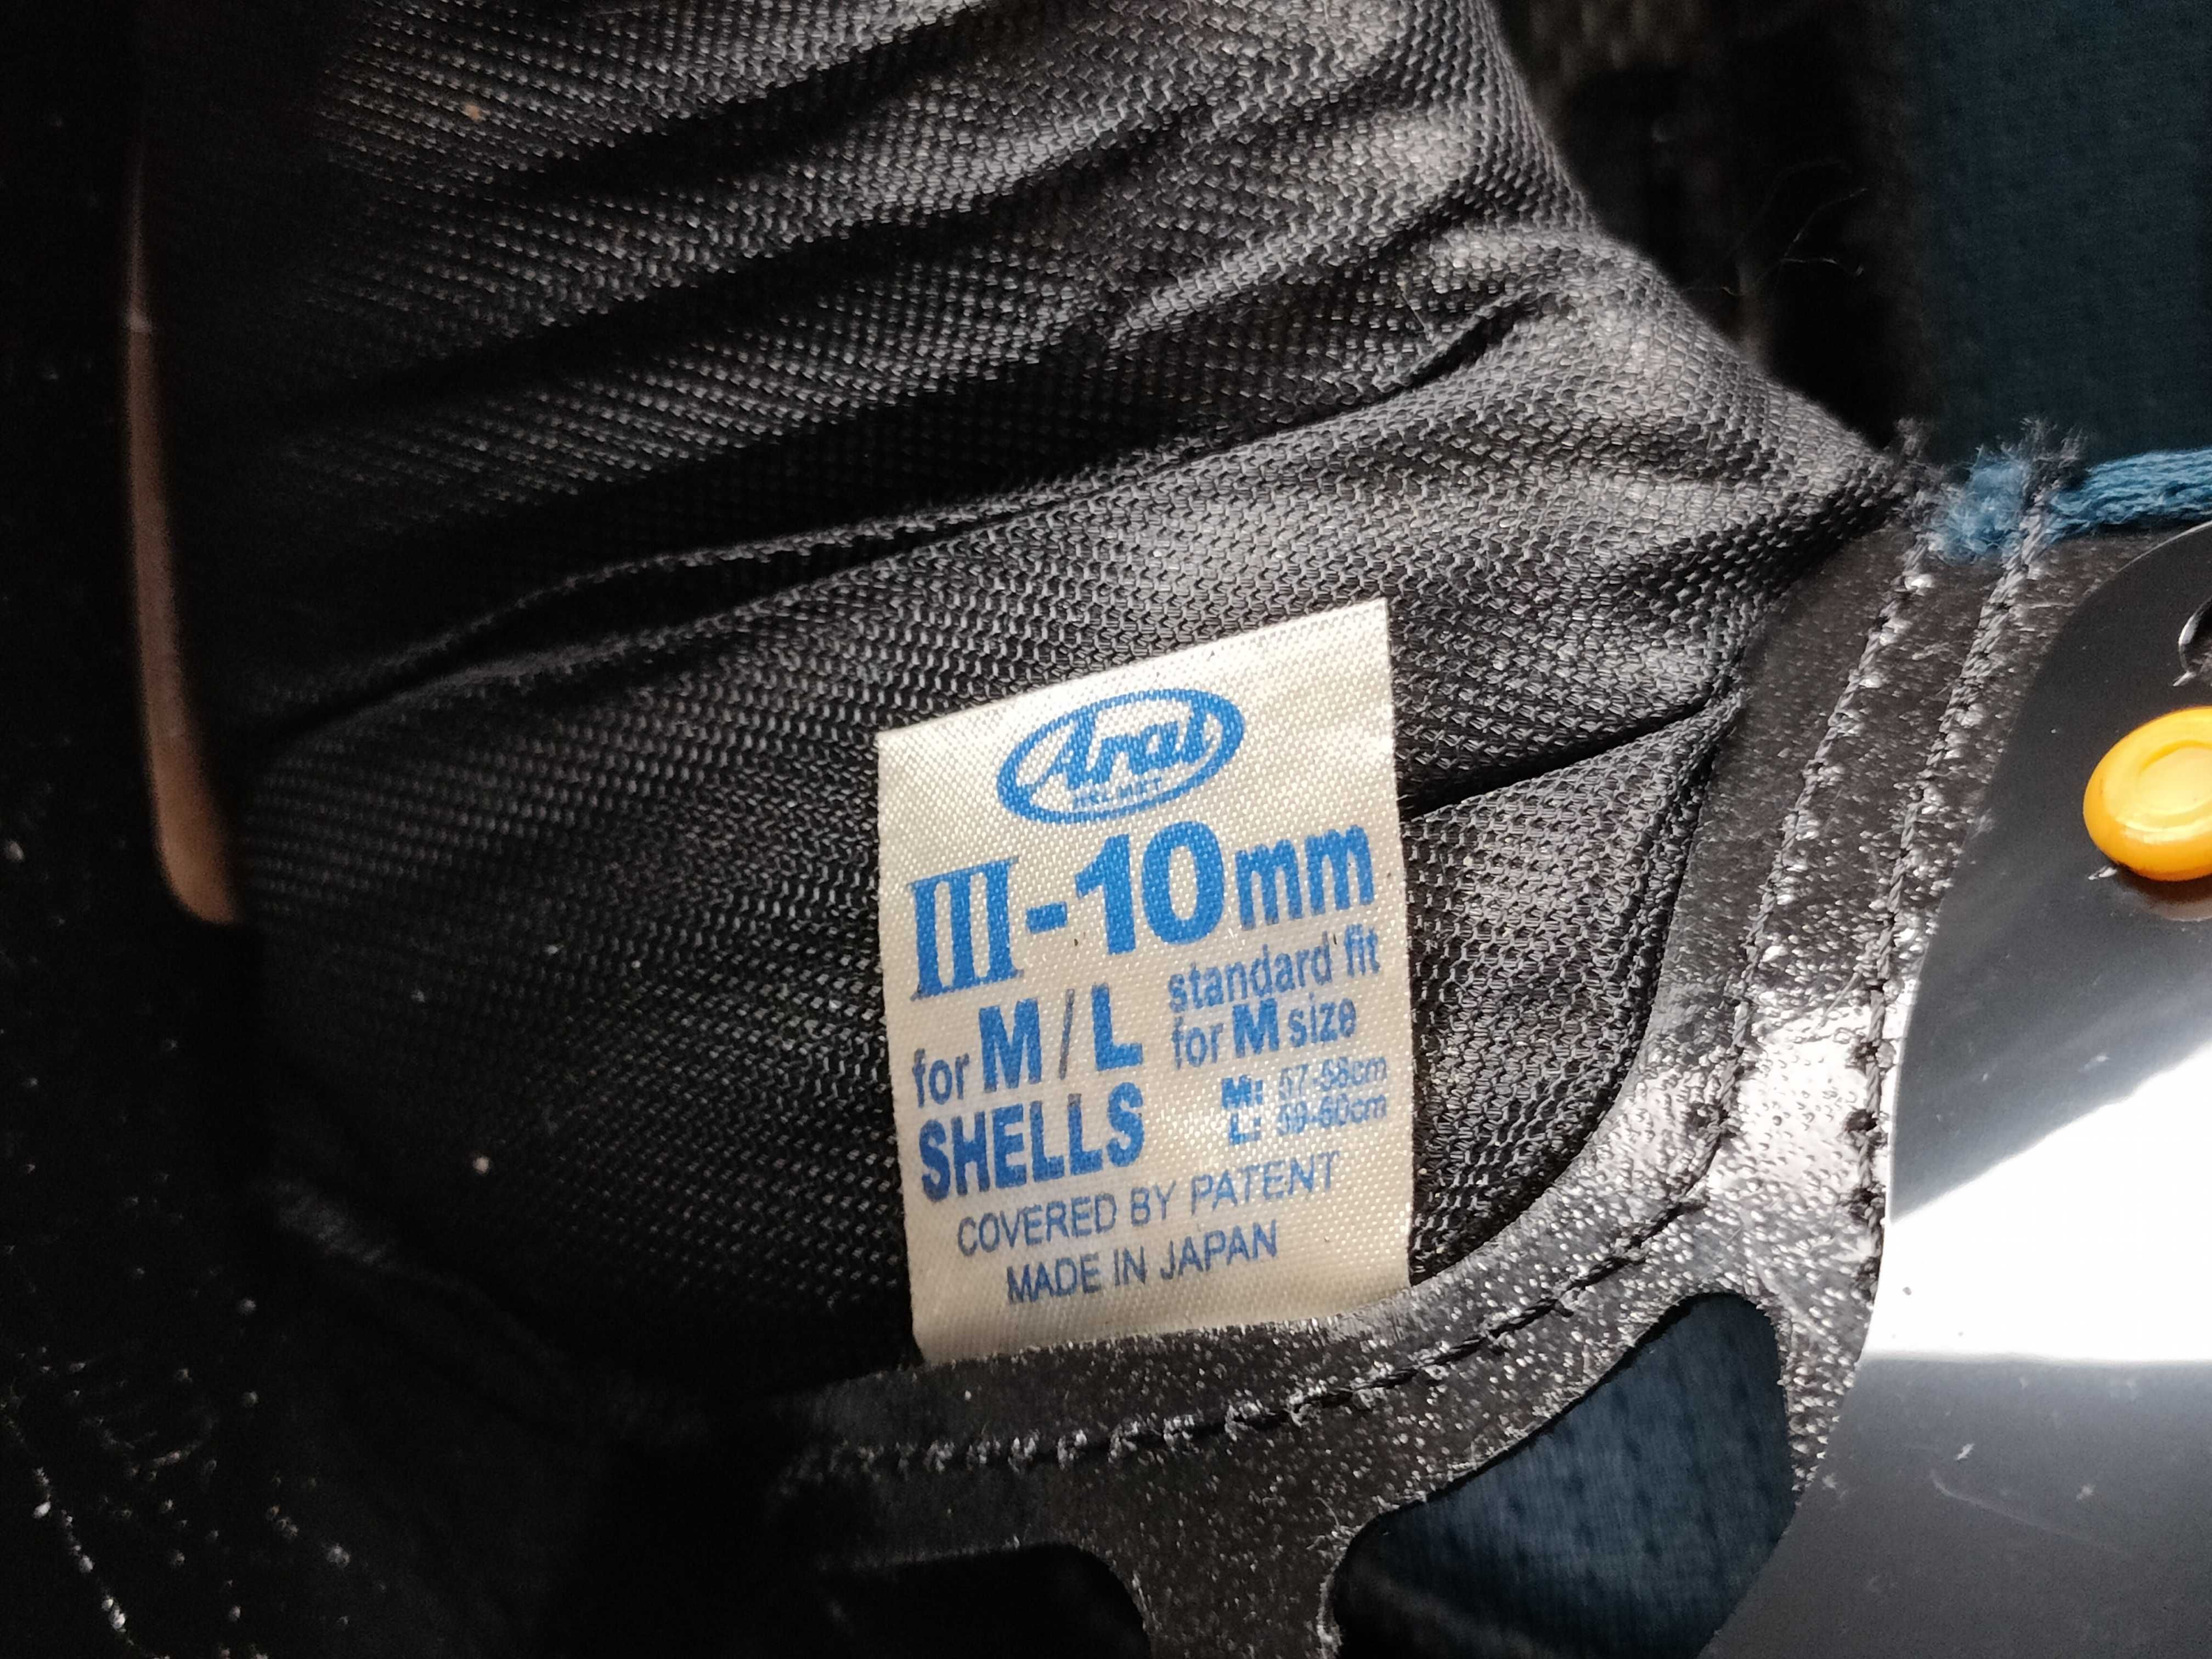 Arai
HELMET
III-10mm
for M/L SHELLS
standard fit
for M size
M: 57-58cm
L: 59-60cm
COVERED BY PATENT
MADE IN JAPAN